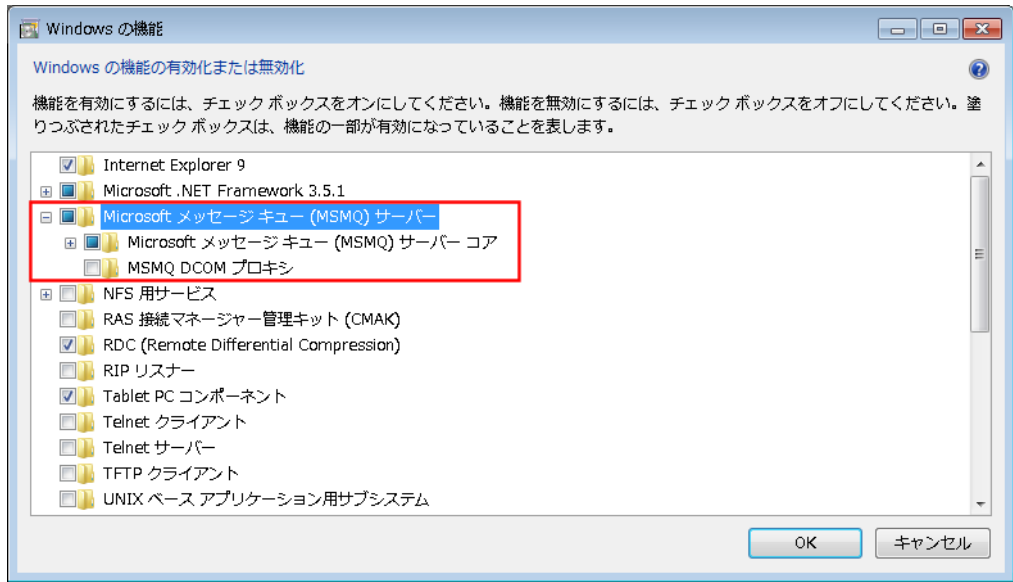 Windows の機能
Windows の機能の有効化または無効化
機能を有効にするには、チェック ボックスをオンにしてください。機能を無効にするには、チェック ボックスをオフにしてください。塗
りつぶされたチェック ボックスは、機能の一部が有効になっていることを表します。
Internet Explorer 9
Microsoft .NET Framework 3.5.1
Microsoft メッセージ キュー (MSMQ) サーバー
Microsoft メッセージ キュー (MSMQ) サーバー コア
MSMQ DCOM プロキシ
NFS 用サービス
RAS 接続マネージャー管理キット (CMAK)
RDC (Remote Differential Compression)
RIP リスナー
Tablet PC コンポーネント
Telnet クライアント
Telnet サーバー
TFTP クライアント
UNIX ベース アプリケーション用サブシステム
OK
キャンセル